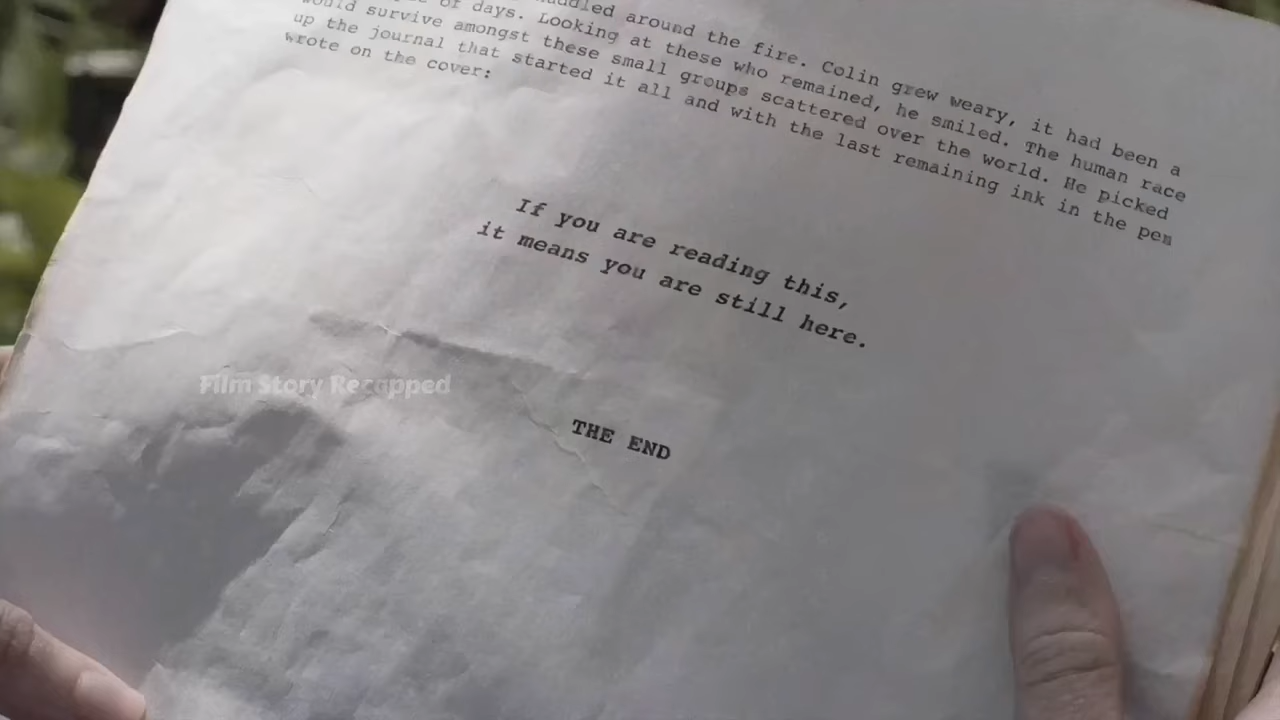 huddled around the fire. Colin grew weary, it had been a
of days. Looking at these who remained, he smiled. The human race
would survive amongst these small groups scattered over the world. He picked
up the journal that started it all and with the last remaining ink in the pen
wrote on the cover:
If you are reading this,
it means you are still here.
Film Story Recapped
THE END